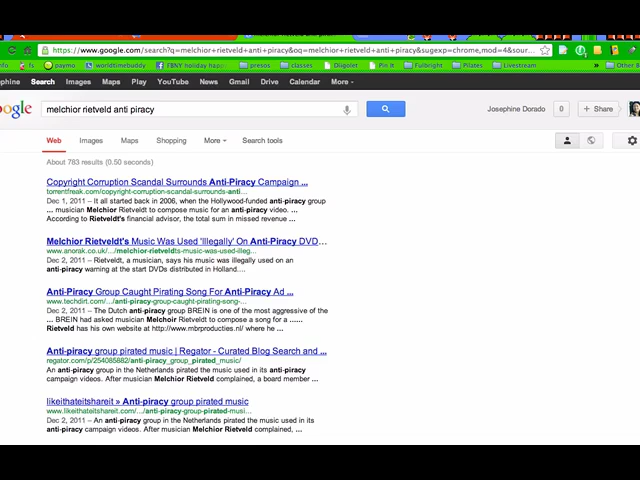 https://www.google.com/search?q=melchior+rietveld+anti+piracy&oq=melchior+rietveld+anti+piracy&sugexp=chrome,mod=4&sour...
fs paymo worldtimebuddy FBNY holiday happ... presos classes Diigolet Pin It Fulbright Pilates Livestream Other B
phine Search Images Maps Play YouTube News Gmail Drive Calendar More
ogle melchior rietveld anti piracy Josephine Dorado 0 + Share
Web Images Maps Shopping More Search tools
About 783 results (0.50 seconds)
Copyright Corruption Scandal Surrounds Anti-Piracy Campaign ...
torrentfreak.com/copyright-corruption-scandal-surrounds-anti...
Dec 1, 2011 – It all started back in 2006, when the Hollywood-funded anti-piracy group
... musician Melchior Rietveldt to compose music for an anti-piracy video. ...
According to Rietveldt's financial advisor, the total sum in missed revenue ...
Melchior Rietveldt's Music Was Used 'Illegally' On Anti-Piracy DVD...
www.anorak.co.uk/.../melchior-rietveldts-music-was-used-illeg...
Dec 2, 2011 – Rietveldt, a musician, says his music was illegally used on an
anti-piracy warning at the start DVDs distributed in Holland....
Anti-Piracy Group Caught Pirating Song For Anti-Piracy Ad ...
www.techdirt.com/.../anti-piracy-group-caught-pirating-song-...
Dec 2, 2011 – The Dutch anti-piracy group BREIN is one of the most aggressive of the
... BREIN had asked musician Melchoir Rietveld to compose a song for a ......
Rietveld has his own website at http://www.mbrproducties.nl/ where he ...
Anti-piracy group pirated music | Regator - Curated Blog Search and ...
regator.com/p/254085882/anti-piracy_group_pirated_music/
An anti-piracy group in the Netherlands pirated the music used in its anti-piracy
campaign videos. After musician Melchior Rietveld complained, a board member ...
likeithateitshareit » Anti-piracy group pirated music
www.likeithateitshareit.com/.../anti-piracy-group-pirated-musi...
Dec 2, 2011 – An anti-piracy group in the Netherlands pirated the music used in its
anti-piracy campaign videos. After musician Melchior Rietveld complained, ...